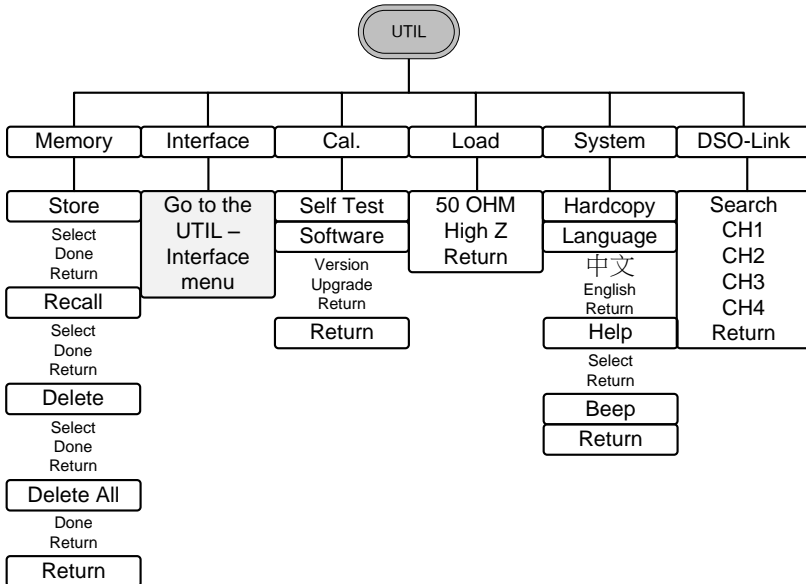 UTIL
Memory
Interface
Cal.
Load
System
DSO-Link
Store
Select
Done
Return
Recall
Select
Done
Return
Delete
Select
Done
Return
Delete All
Done
Return
Return
Go to the
UTIL –
Interface
menu
Self Test
Software
Version
Upgrade
Return
Return
50 OHM
High Z
Return
Hardcopy
Language
中文
English
Return
Help
Select
Return
Beep
Return
Search
CH1
CH2
CH3
CH4
Return